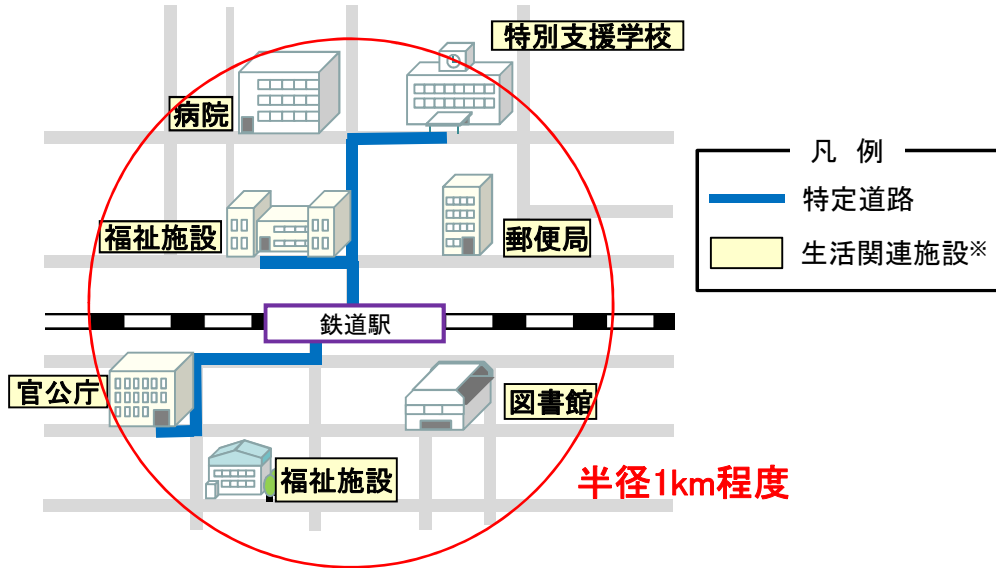 特別支援学校
病院
凡 例
特定道路
福祉施設
郵便局
生活関連施設※
鉄道駅
官公庁
図書館
福祉施設
半径1km程度